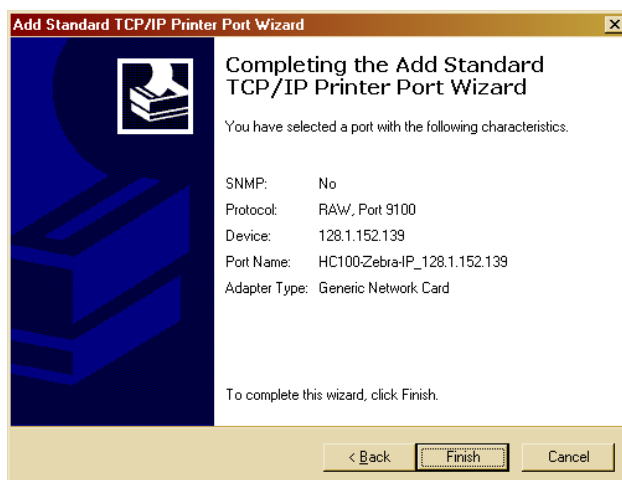 Add Standard TCP/IP Printer Port Wizard
Completing the Add Standard
TCP/IP Printer Port Wizard
You have selected a port with the following characteristics.
SNMP: No
Protocol: RAW, Port 9100
Device: 128.1.152.139
Port Name: HC100-Zebra-IP_128.1.152.139
Adapter Type: Generic Network Card
To complete this wizard, click Finish.
< Back Finish Cancel